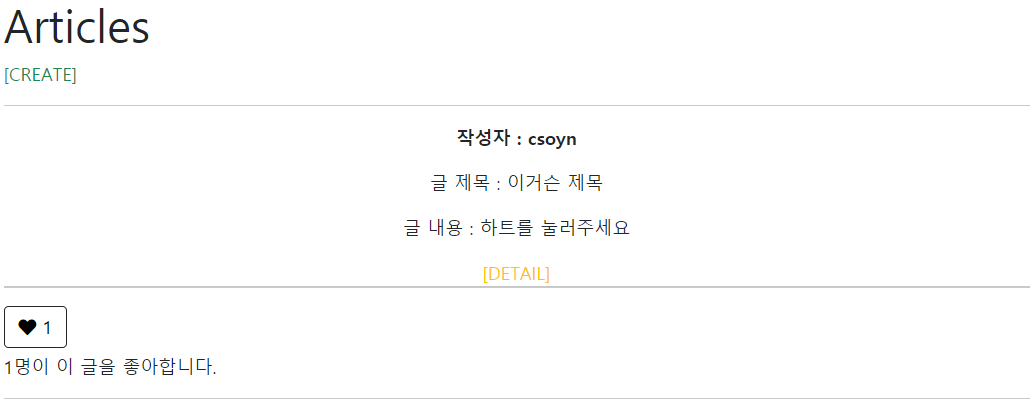 Articles
[CREATE]
작성자 : csoyn
글 제목 : 이거슨 제목
글 내용 : 하트를 눌러주세요
[DETAIL]
1
1명이 이 글을 좋아합니다.